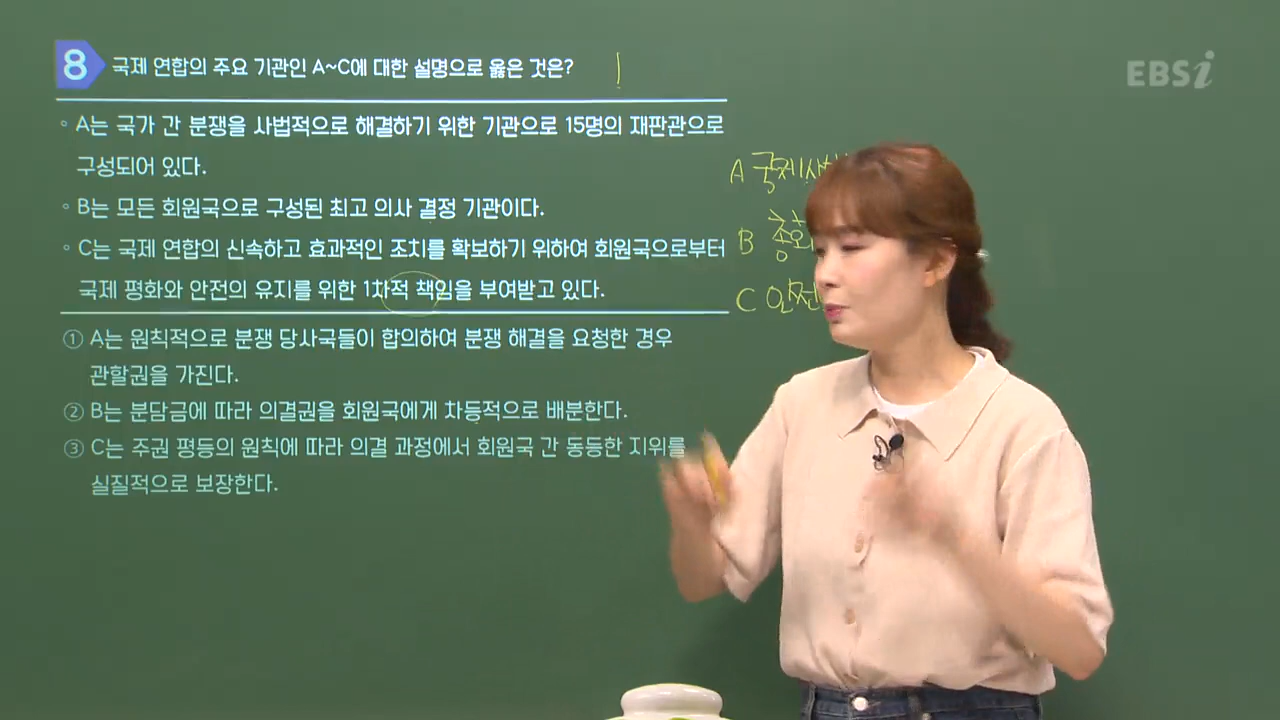 8 국제 연합의 주요 기관인 A~C에 대한 설명으로 옳은 것은?
EBSi
◦ A는 국가 간 분쟁을 사법적으로 해결하기 위한 기관으로 15명의 재판관으로
구성되어 있다.
◦ B는 모든 회원국으로 구성된 최고 의사 결정 기관이다.
◦ C는 국제 연합의 신속하고 효과적인 조치를 확보하기 위하여 회원국으로부터
국제 평화와 안전의 유지를 위한 1차적 책임을 부여받고 있다.
A 국제사
B 총회
C 안전
① A는 원칙적으로 분쟁 당사국들이 합의하여 분쟁 해결을 요청한 경우
관할권을 가진다.
② B는 분담금에 따라 의결권을 회원국에게 차등적으로 배분한다.
③ C는 주권 평등의 원칙에 따라 의결 과정에서 회원국 간 동등한 지위를
실질적으로 보장한다.